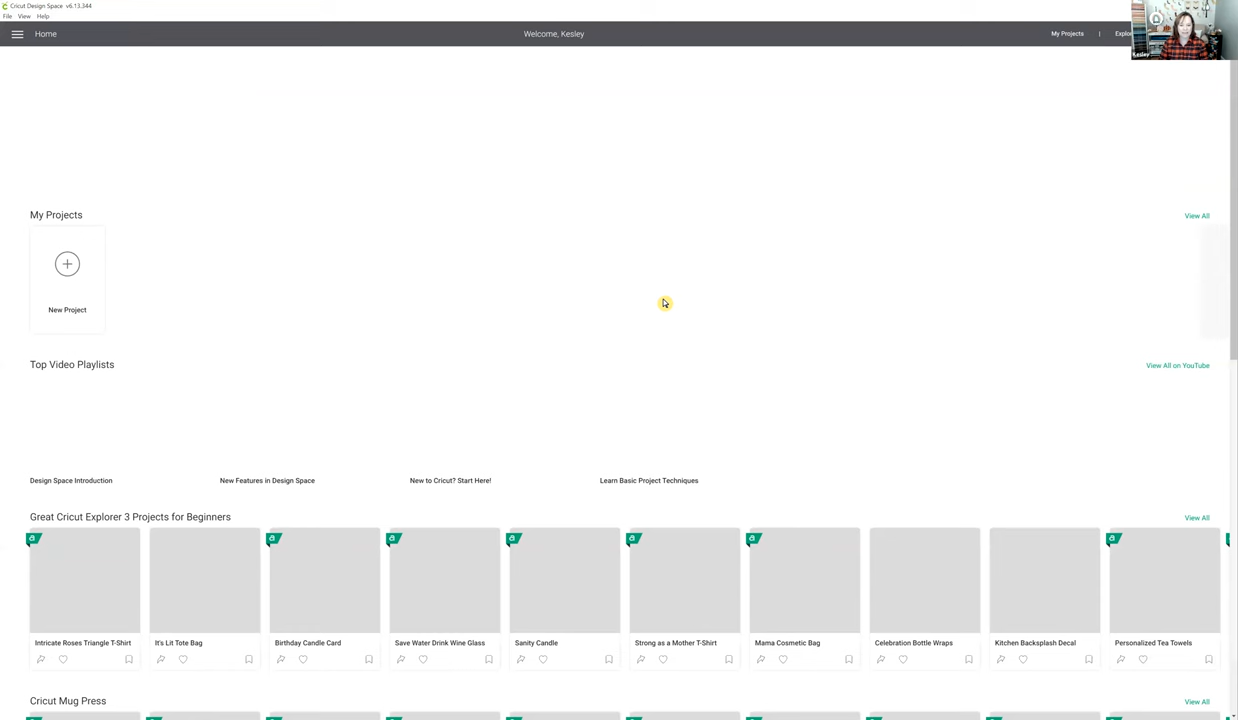 Cricut Design Space v6.13.344
File View Help
Home Welcome, Kesley My Projects |
Kesley
My Projects View All
New Project
Top Video Playlists View All on YouTube
Design Space Introduction New Features in Design Space New to Cricut? Start Here! Learn Basic Project Techniques
Great Cricut Explorer 3 Projects for Beginners View All
Intricate Roses Triangle T-Shirt It's Lit Tote Bag Birthday Candle Card Save Water Drink Wine Glass Sanity Candle Strong as a Mother T-Shirt Mama Cosmetic Bag Celebration Bottle Wraps Kitchen Backsplash Decal Personalized Tea Towels
Cricut Mug Press View All